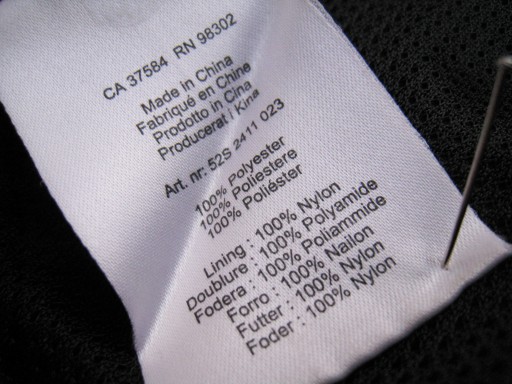 CA 37584 RN 98302
Made in China
Fabriqué en Chine
Prodotto in Cina
Producerat i Kina
Art. nr: 52S 2411 023
100% Polyester
100% Poliestere
100% Poliéster
Lining : 100% Nylon
Doublure : 100% Polyamide
Fodera : 100% Poliammide
Forro : 100% Nailon
Futter : 100% Nylon
Foder : 100% Nylon